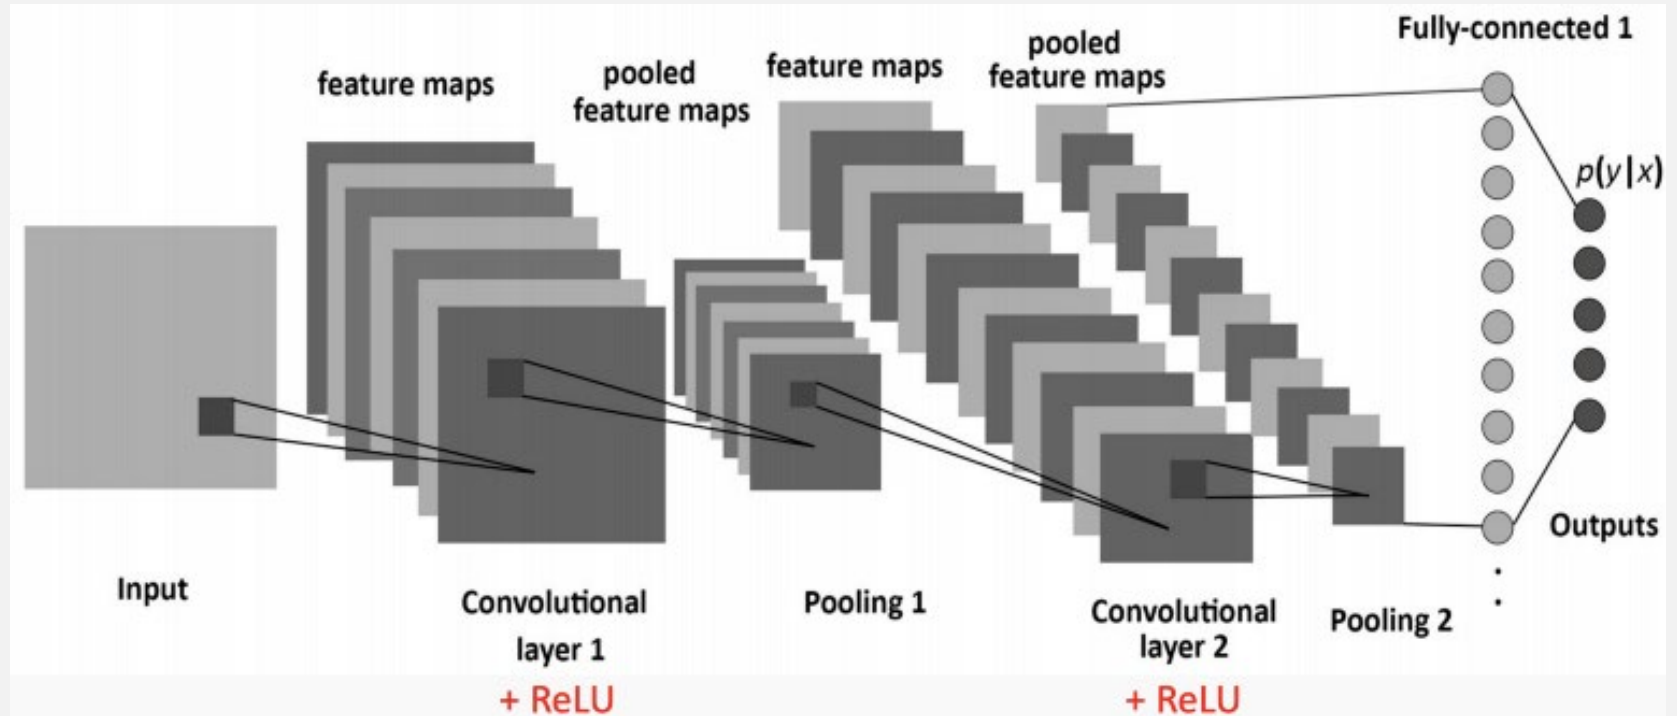 Fully-connected 1
feature maps
pooled
feature maps
feature maps
pooled
feature maps
p(y|x)
Outputs
Input
Convolutional
layer 1
+ ReLU
Pooling 1
Convolutional
layer 2
+ ReLU
Pooling 2